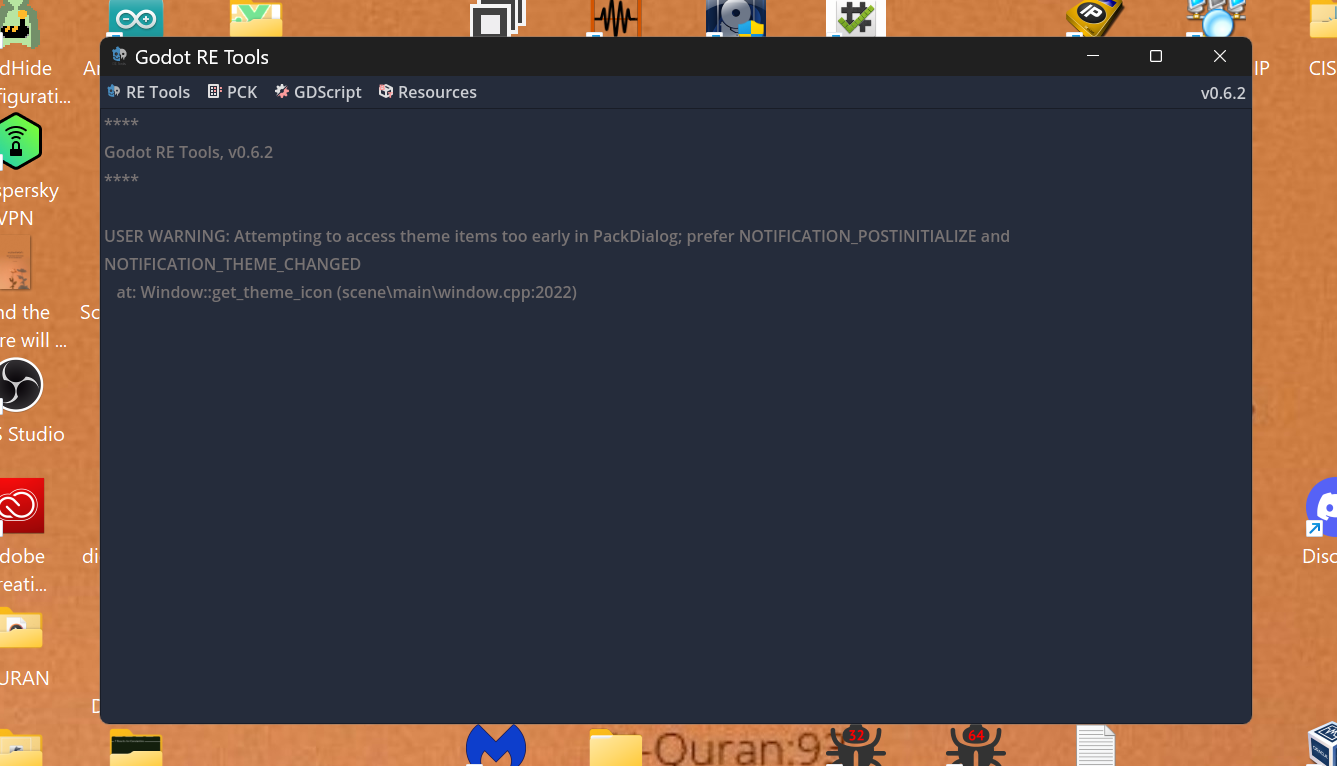 dHide
figurati...
Ar
IP
CIS
Godot RE Tools
RE Tools PCK GDScript Resources v0.6.2
****
Godot RE Tools, v0.6.2
****
USER WARNING: Attempting to access theme items too early in PackDialog; prefer NOTIFICATION_POSTINITIALIZE and
NOTIFICATION_THEME_CHANGED
at: Window::get_theme_icon (scene\main\window.cpp:2022)
spersky
VPN
nd the
re will ...
Sc
S Studio
dobe
reati...
di
Disc
URAN
D
-Quran:9
32
64
IP